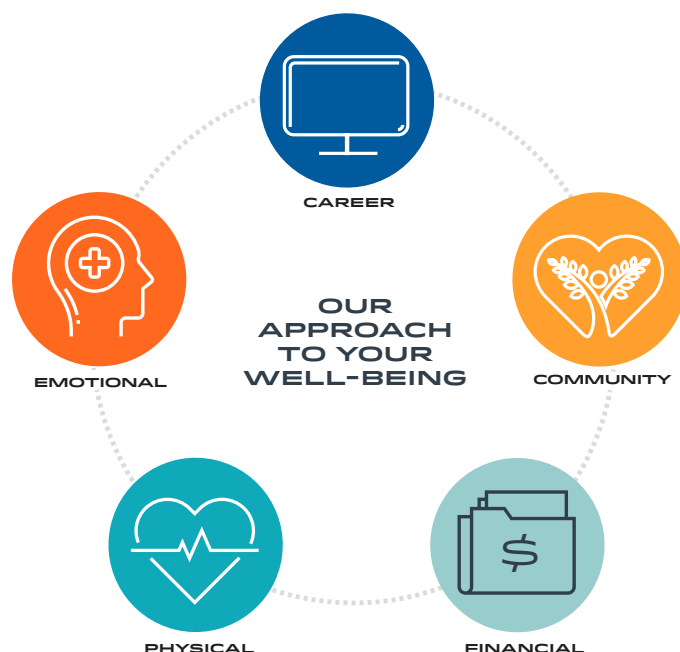 CAREER
OUR
APPROACH
TO YOUR
WELL-BEING
EMOTIONAL
COMMUNITY
$
PHYSICAL
FINANCIAL